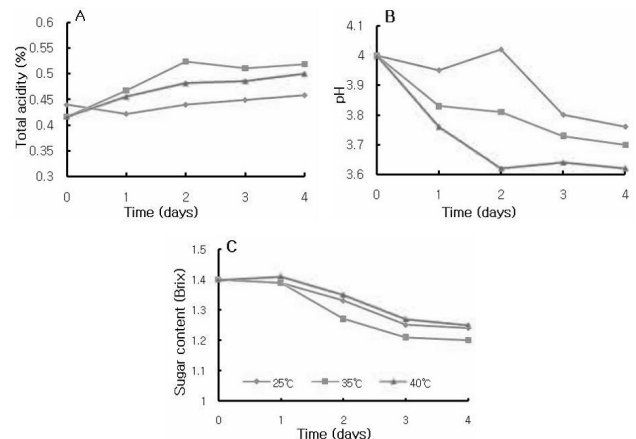 A
Total acidity (%)
0.6
0.55
0.5
0.45
0.4
0.35
0.3
0 1 2 3 4
Time (days)
B
pH
4.1
4
3.9
3.8
3.7
3.6
0 1 2 3 4
Time (days)
C
Sugar content (Brix)
1.5
1.4
1.3
1.2
1.1
1
25℃ 35℃ 40℃
0 1 2 3 4
Time (days)